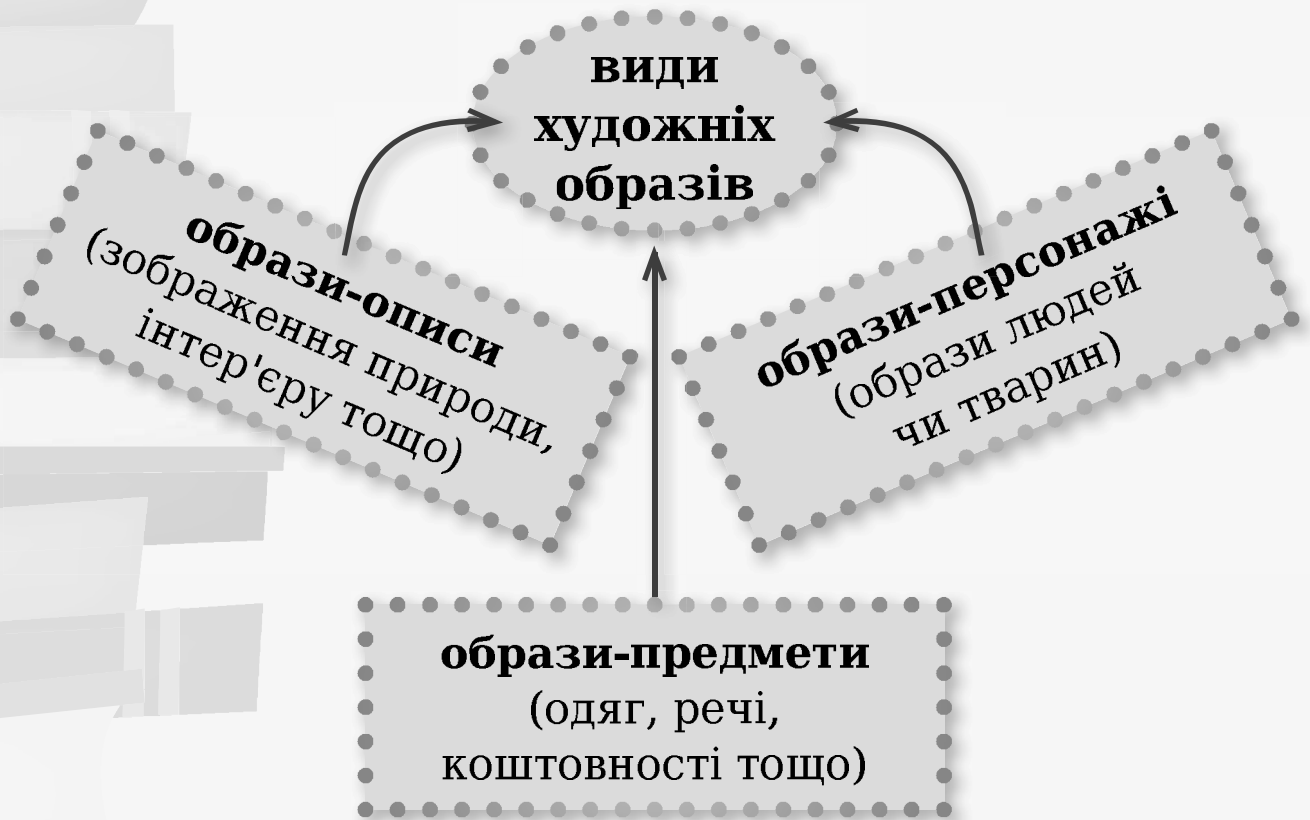 види
художніх
образів
образи-описи
(зображення природи,
інтер'єру тощо)
образи-персонажі
(образи людей
чи тварин)
образи-предмети
(одяг, речі,
коштовності тощо)